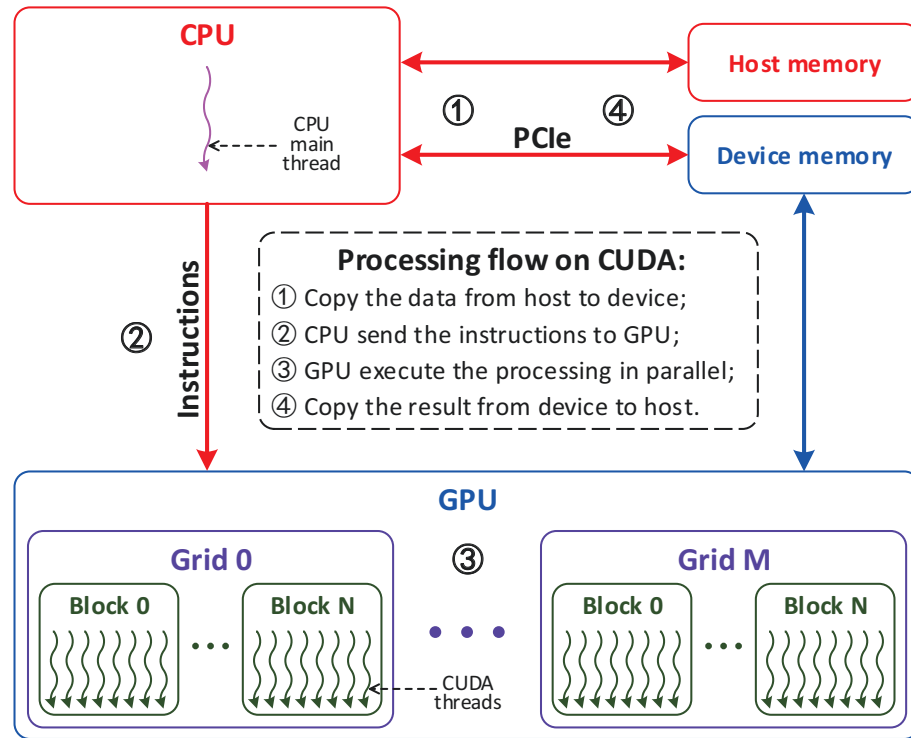 CPU
CPU
main
thread
Host memory
① ④
PCIe
Device memory
② Instructions
Processing flow on CUDA:
① Copy the data from host to device;
② CPU send the instructions to GPU;
③ GPU execute the processing in parallel;
④ Copy the result from device to host.
GPU
Grid 0
③
Grid M
Block 0
•••
Block N
• • •
Block 0
•••
Block N
CUDA
threads